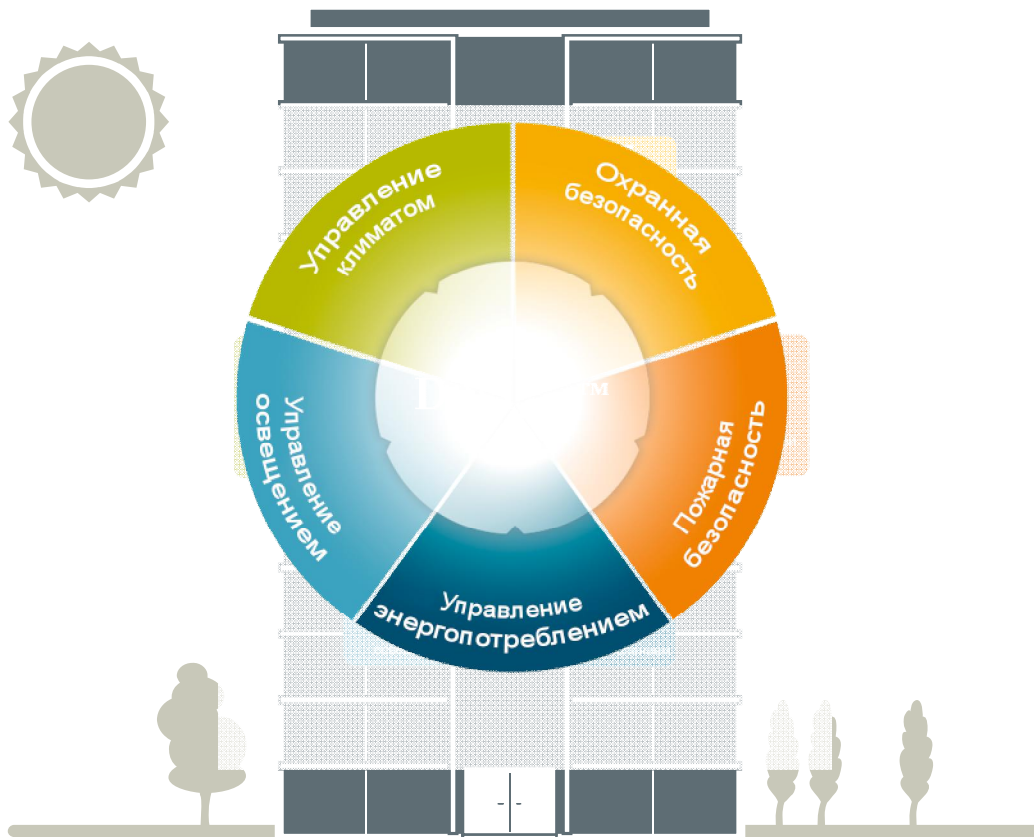 Управление
климатом
Охранная
безопасность
Пожарная
безопасность
Управление
энергопотреблением
Управление
освещением